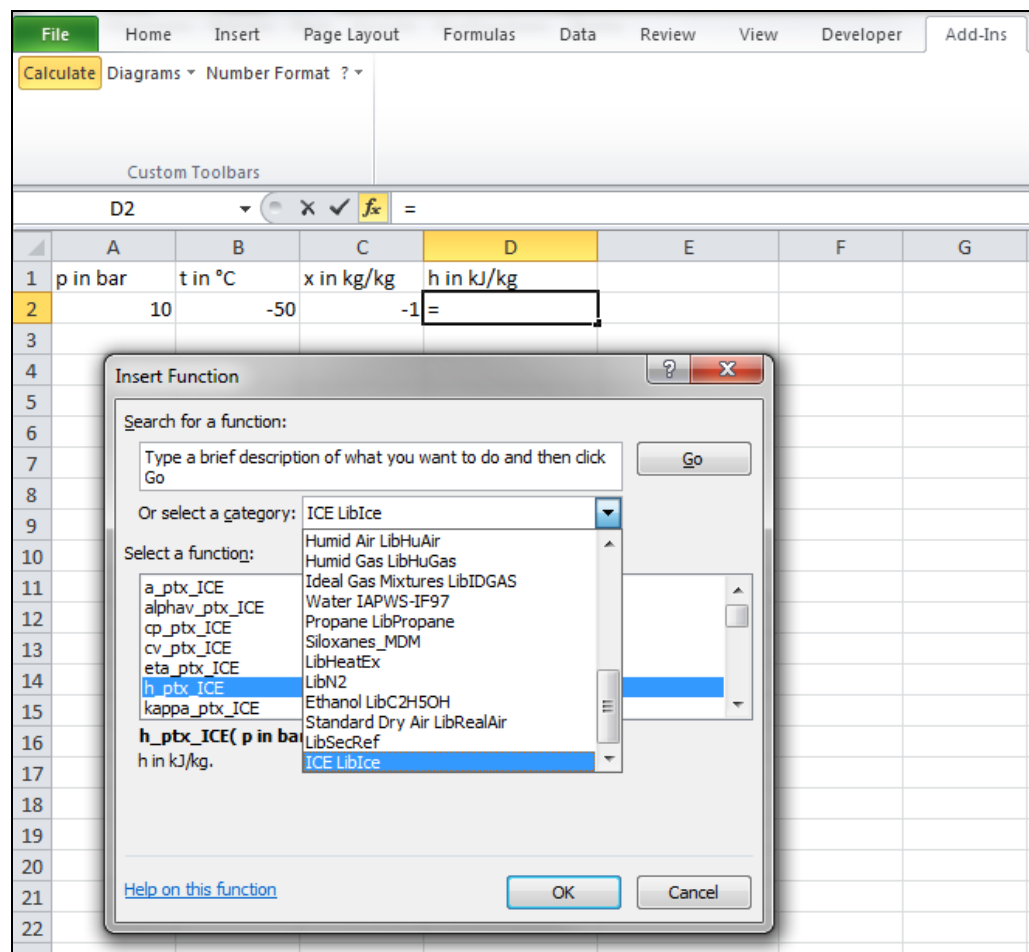 File Home Insert Page Layout Formulas Data Review View Developer Add-Ins
Calculate Diagrams Number Format ?
Custom Toolbars
D2 fx =
A B C D E F G
1 p in bar t in °C x in kg/kg h in kJ/kg
2 10 -50 -1 =
3
4
Insert Function ?
5
Search for a function:
6
Type a brief description of what you want to do and then click
7
Go
Go
8
Or select a category: ICE LibIce
9
Humid Air LibHuAir
Select a function:
10
Humid Gas LibHuGas
a_ptx_ICE Ideal Gas Mixtures LibIDGAS
11
alphav_ptx_ICE Water IAPWS-IF97
12
cp_ptx_ICE Propane LibPropane
cv_ptx_ICE Siloxanes_MDM
13
eta_ptx_ICE LibHeatEx
14
h_ptx_ICE LibN2
kappa_ptx_ICE Ethanol LibC2H5OH
15
Standard Dry Air LibRealAir
16
h_ptx_ICE( p in bar LibSecRef
h in kJ/kg. ICE LibIce
17
18
19
20
Help on this function OK Cancel
21
22